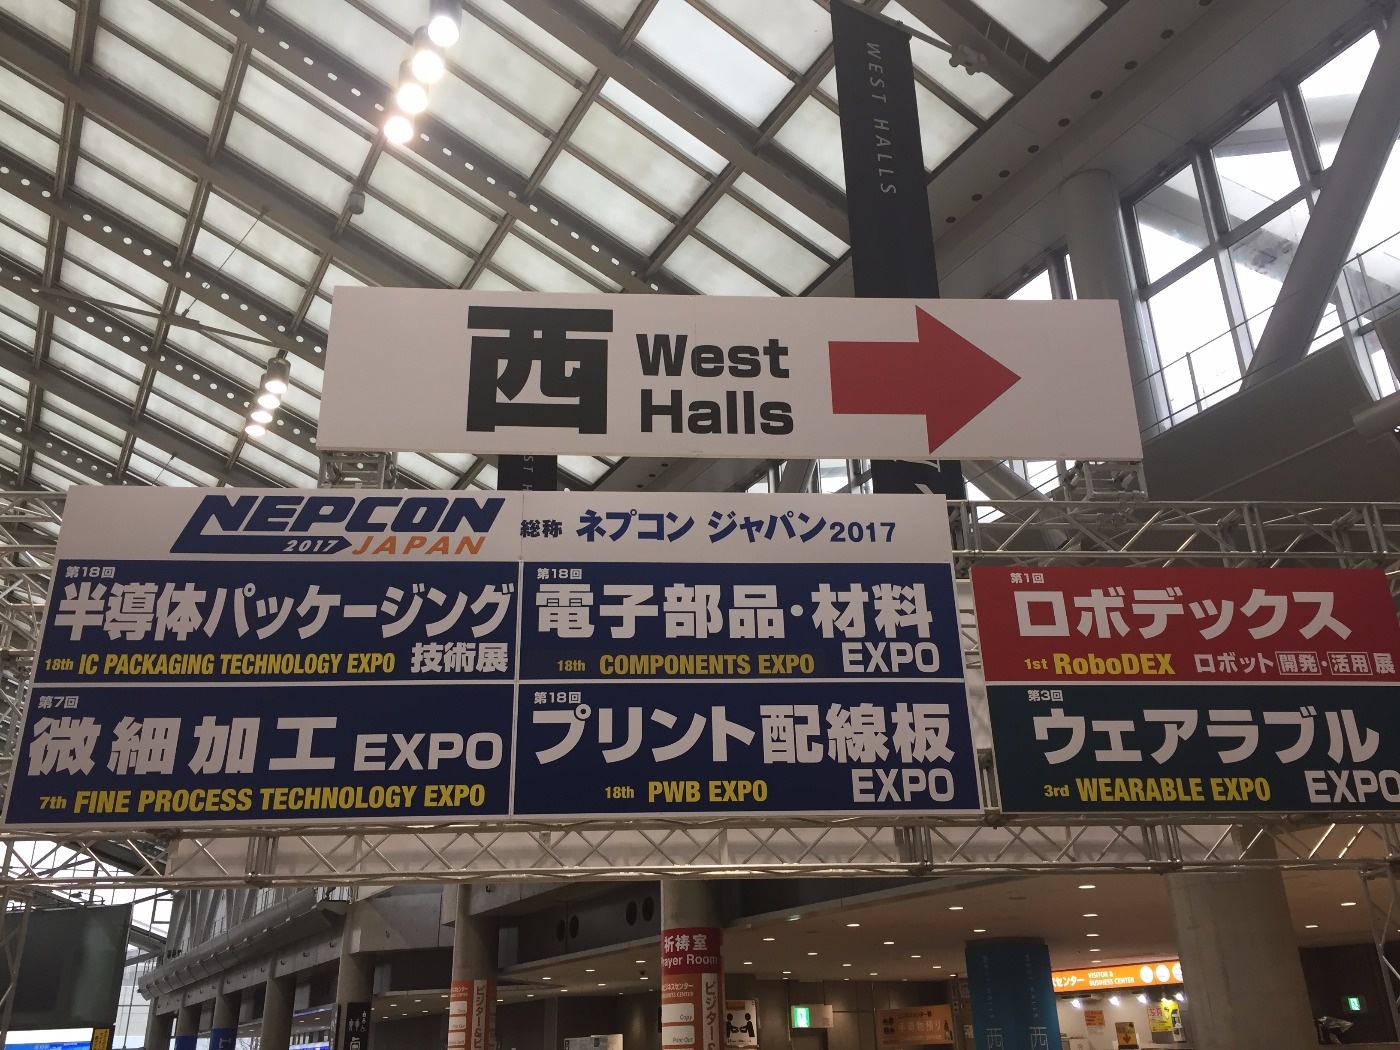 WEST HALLS
西 West Halls
NEPCON 2017 JAPAN
総称 ネプコン ジャパン2017
第18回
半導体パッケージング
18th IC PACKAGING TECHNOLOGY EXPO 技術展
第18回
電子部品・材料
18th COMPONENTS EXPO EXPO
第1回
ロボデックス
1st RoboDEX ロボット 開発・活用 展
第7回
微細加工 EXPO
7th FINE PROCESS TECHNOLOGY EXPO
第18回
プリント配線板
18th PWB EXPO EXPO
第3回
ウェアラブル
3rd WEARABLE EXPO EXPO
祈祷室
Prayer Room
VISITOR &
BUSINESS CENTER
Copy
西
西